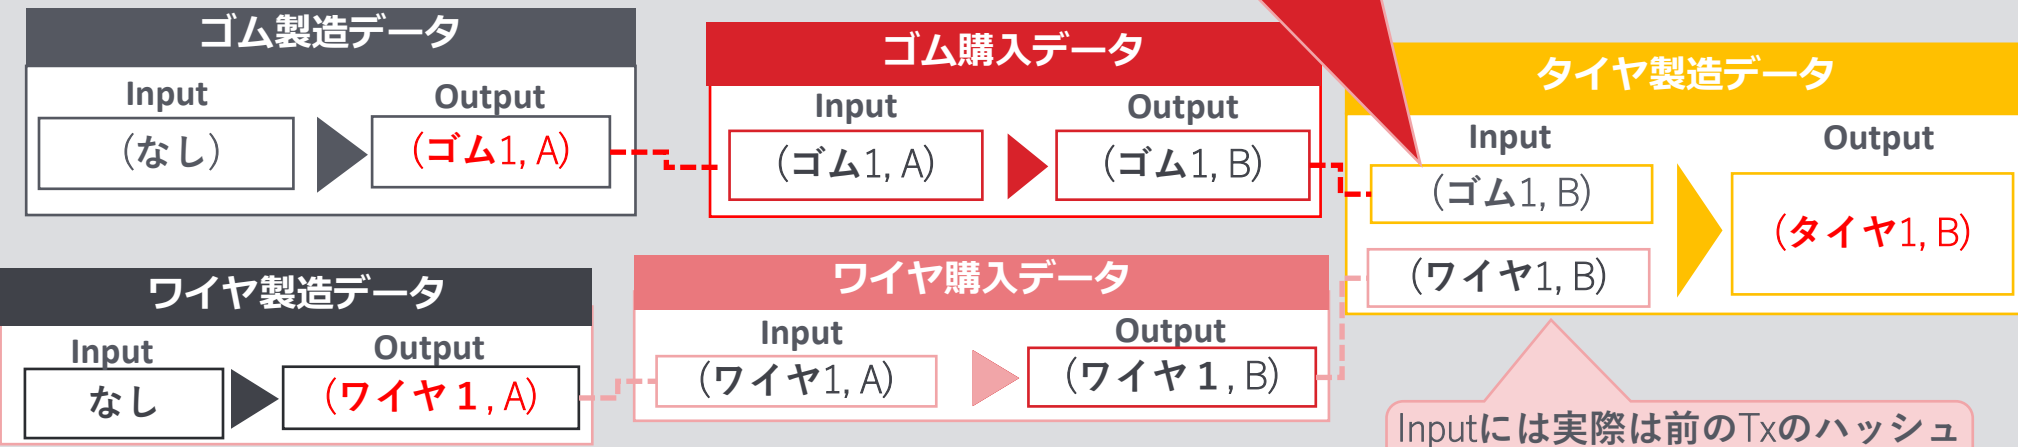 ゴム製造データ
Input
Output
(なし)
(ゴム1, A)
ゴム購入データ
Input
Output
(ゴム1, A)
(ゴム1, B)
タイヤ製造データ
Input
Output
(ゴム1, B)
(ワイヤ1, B)
(タイヤ1, B)
ワイヤ製造データ
Input
Output
なし
(ワイヤ１, A)
ワイヤ購入データ
Input
Output
(ワイヤ1, A)
(ワイヤ１, B)
Inputには実際は前のTxのハッシュ